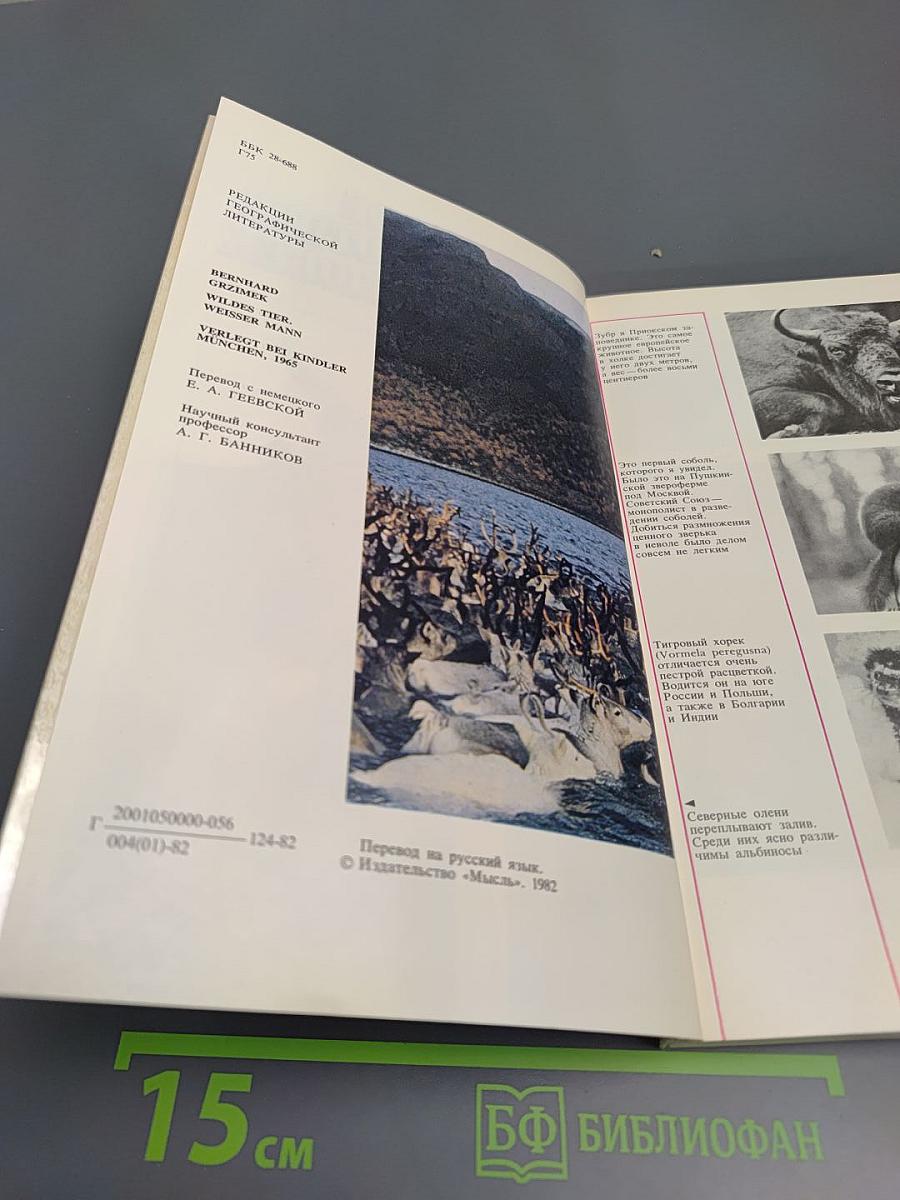 ББК 28-688
Г75
РЕДАКЦИИ
ГЕОГРАФИЧЕСКОЙ
ЛИТЕРАТУРЫ
BERNHARD
GRZIMEK
WILDES TIER.
WEISSER MANN
VERLEGT BEI KINDLER
MÜNCHEN, 1965
Перевод с немецкого
Е. А. ГЕЕВСКОЙ
Научный консультант
профессор
А. Г. БАННИКОВ
Г 2001050000-056 124-82
004(01)-82
Перевод на русский язык.
© Издательство «Мысль». 1982
Зубр в Приокском за-
поведнике. Это самое
крупное европейское
животное. Высота
в холке достигает
у него двух метров,
а вес — более восьми
центнеров
Это первый соболь,
которого я увидел.
Было это на Пушкин-
ской звероферме
под Москвой.
Советский Союз —
монополист в разве-
дении соболей.
Добиться размножения
ценного зверька
в неволе было делом
совсем не легким
Тигровый хорек
(Vormela peregusna)
отличается очень
пестрой расцветкой.
Водится он на юге
России и Польши,
а также в Болгарии
и Индии
Северные олени
переплывают залив.
Среди них ясно разли-
чимы альбиносы
15 см
БФ БИБЛИОФАН